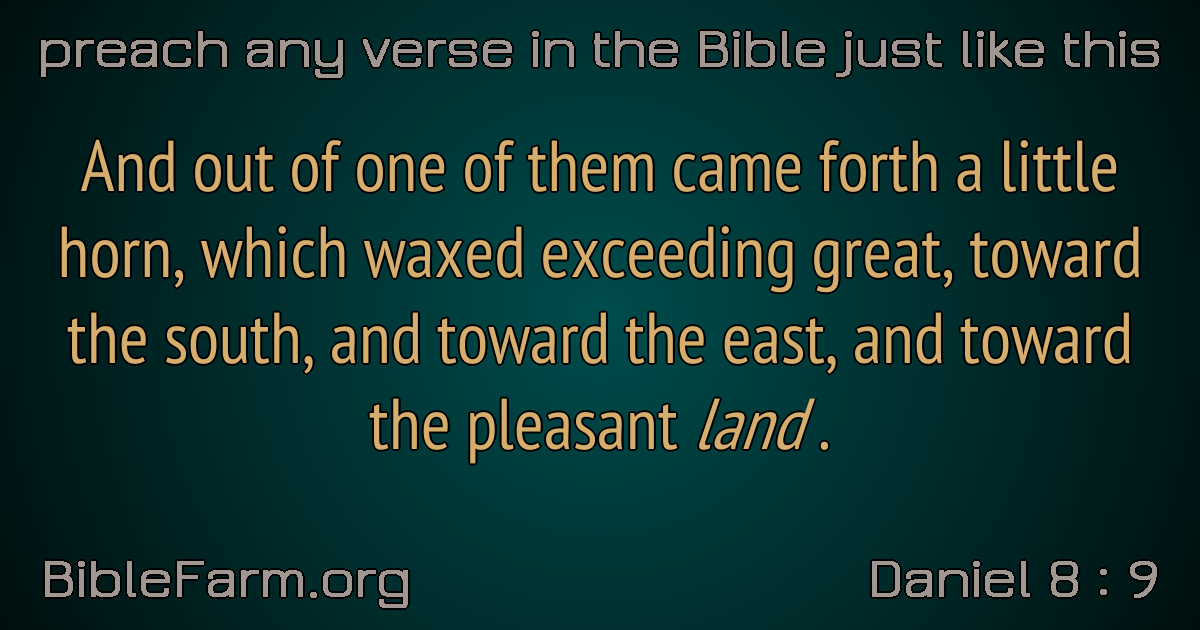 preach any verse in the Bible just like this
And out of one of them came forth a little
horn, which waxed exceeding great, toward
the south, and toward the east, and toward
the pleasant land .
BibleFarm.org
Daniel 8 : 9